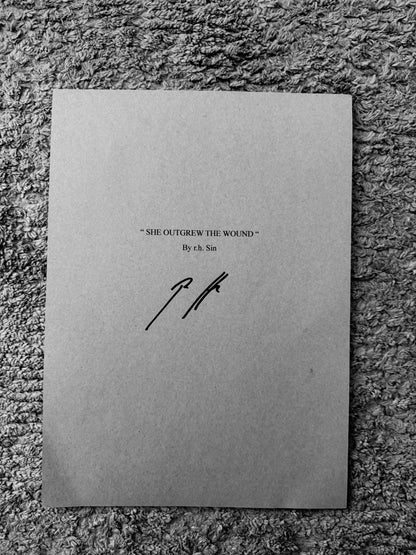 " SHE OUTGREW THE WOUND "
By r.h. Sin